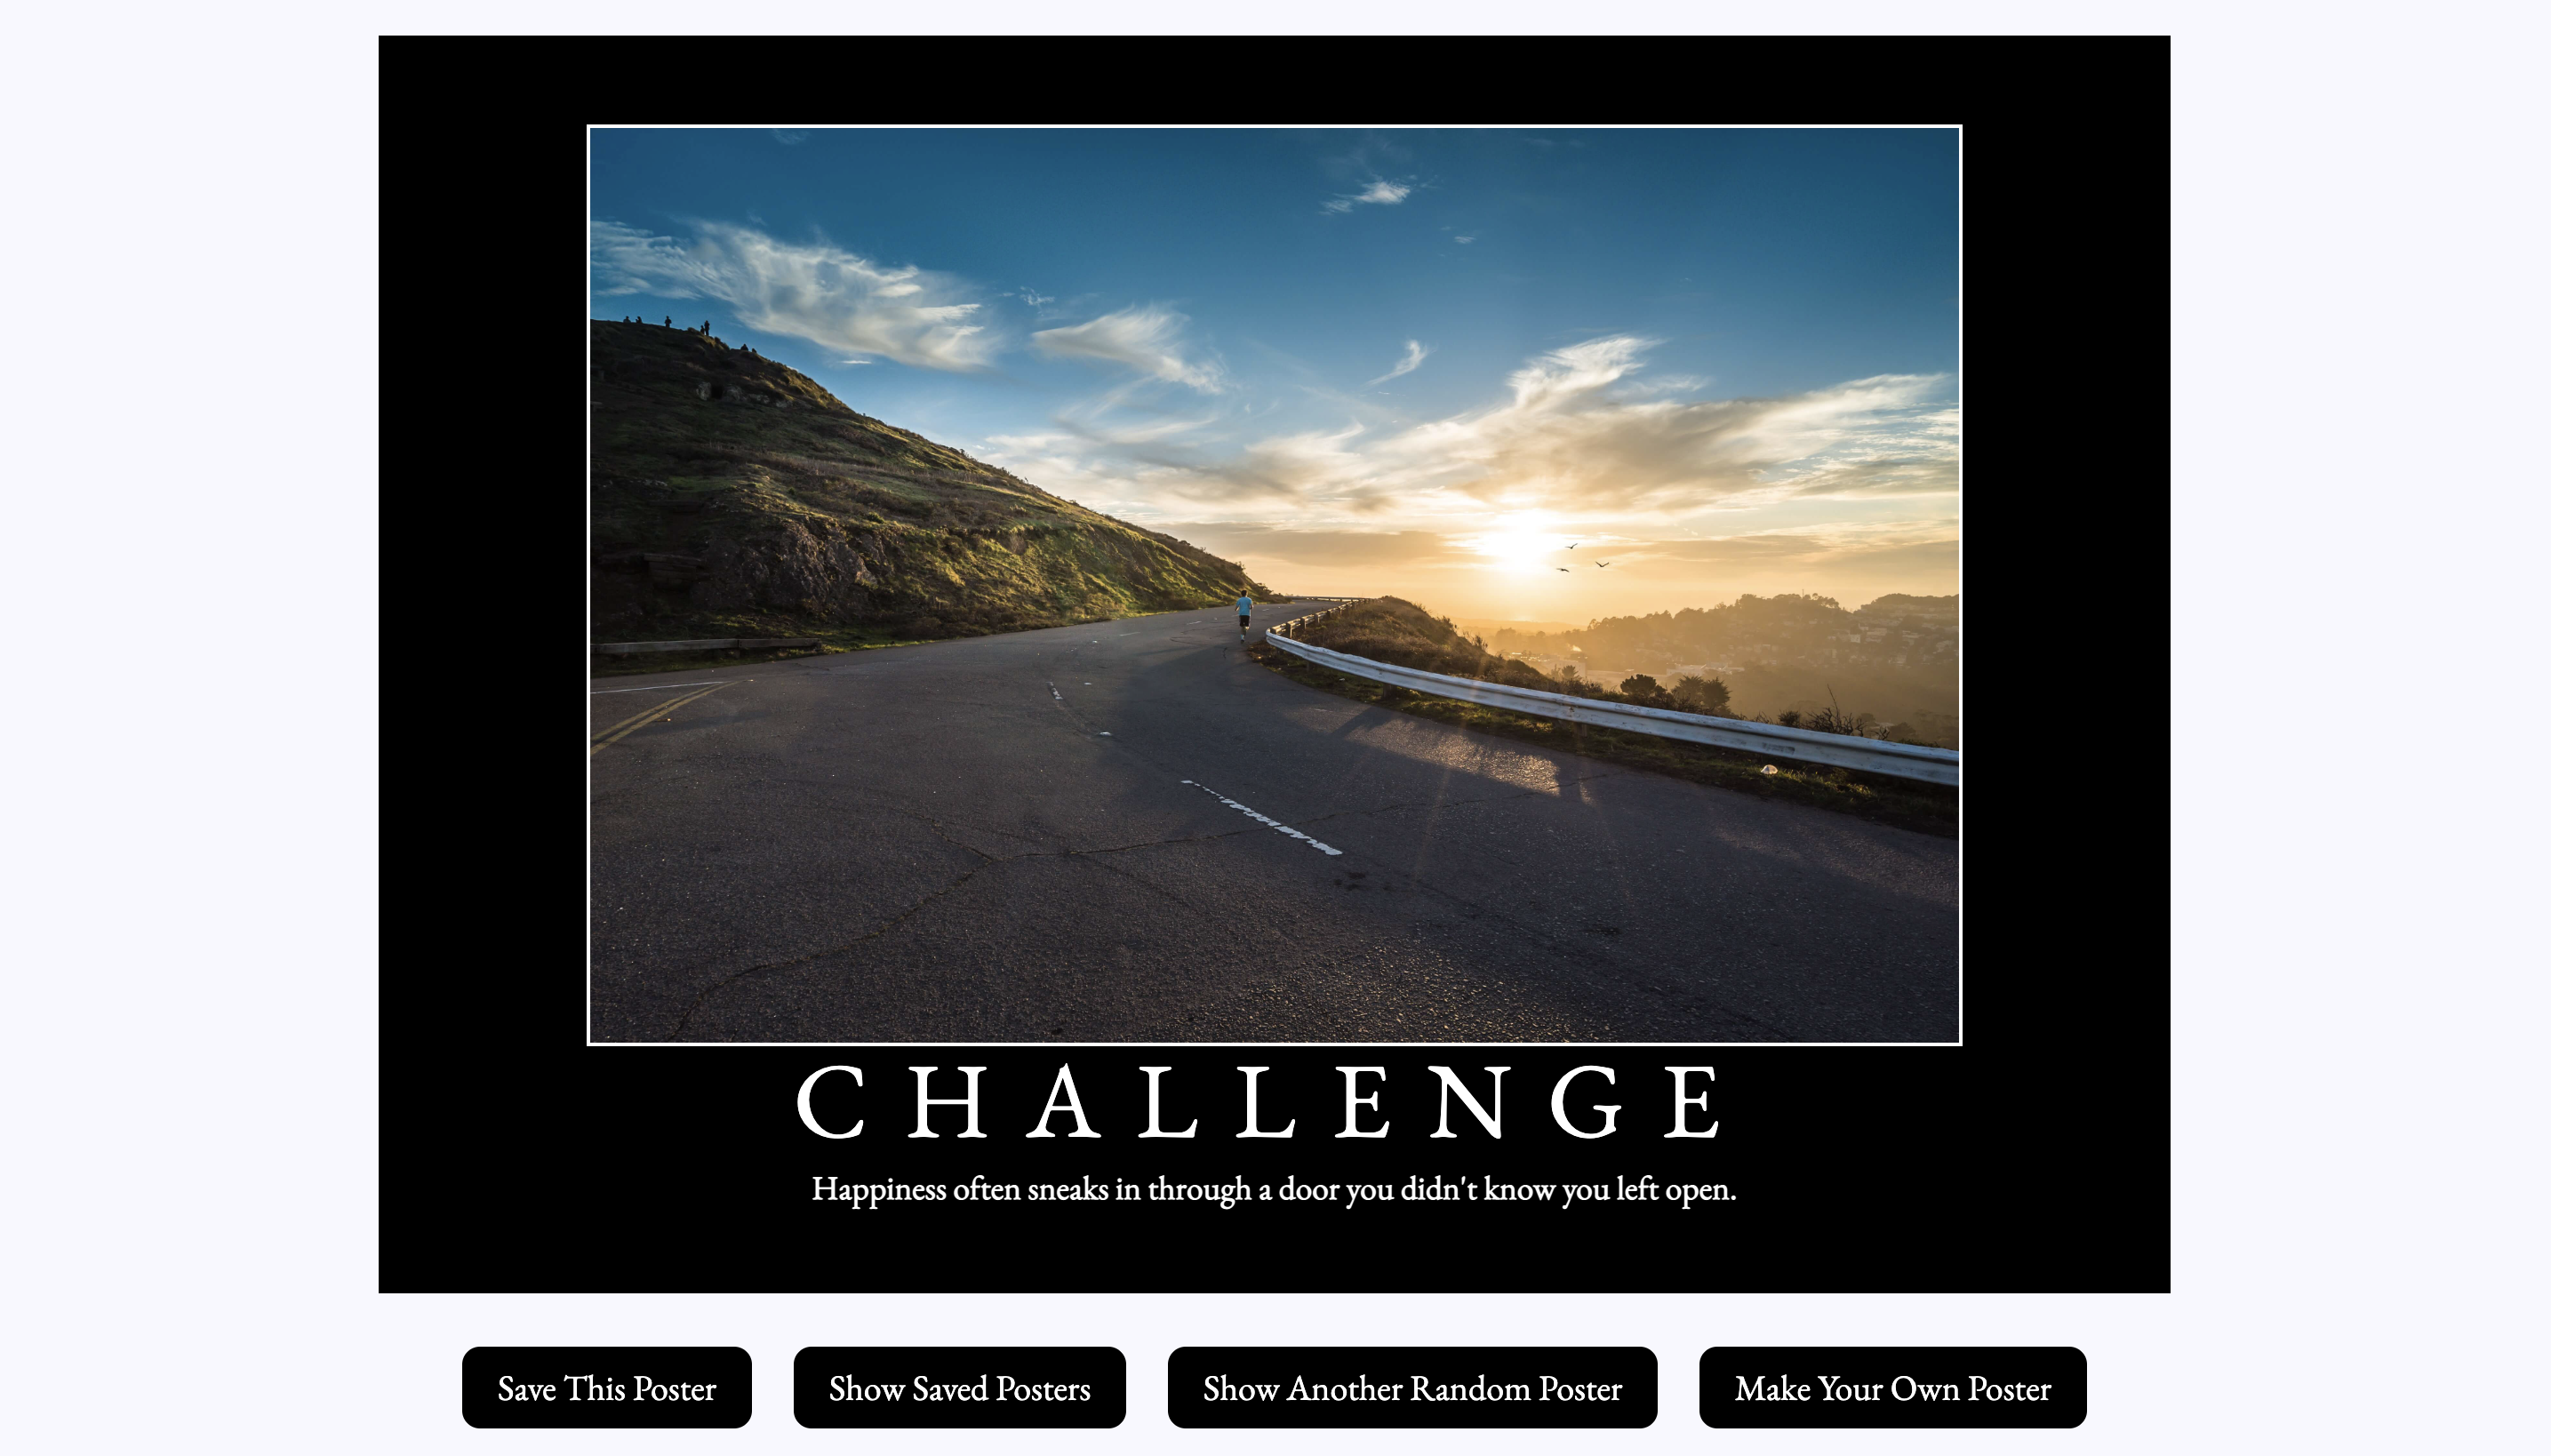 CHALLENGE
Happiness often sneaks in through a door you didn't know you left open.
Save This Poster
Show Saved Posters
Show Another Random Poster
Make Your Own Poster